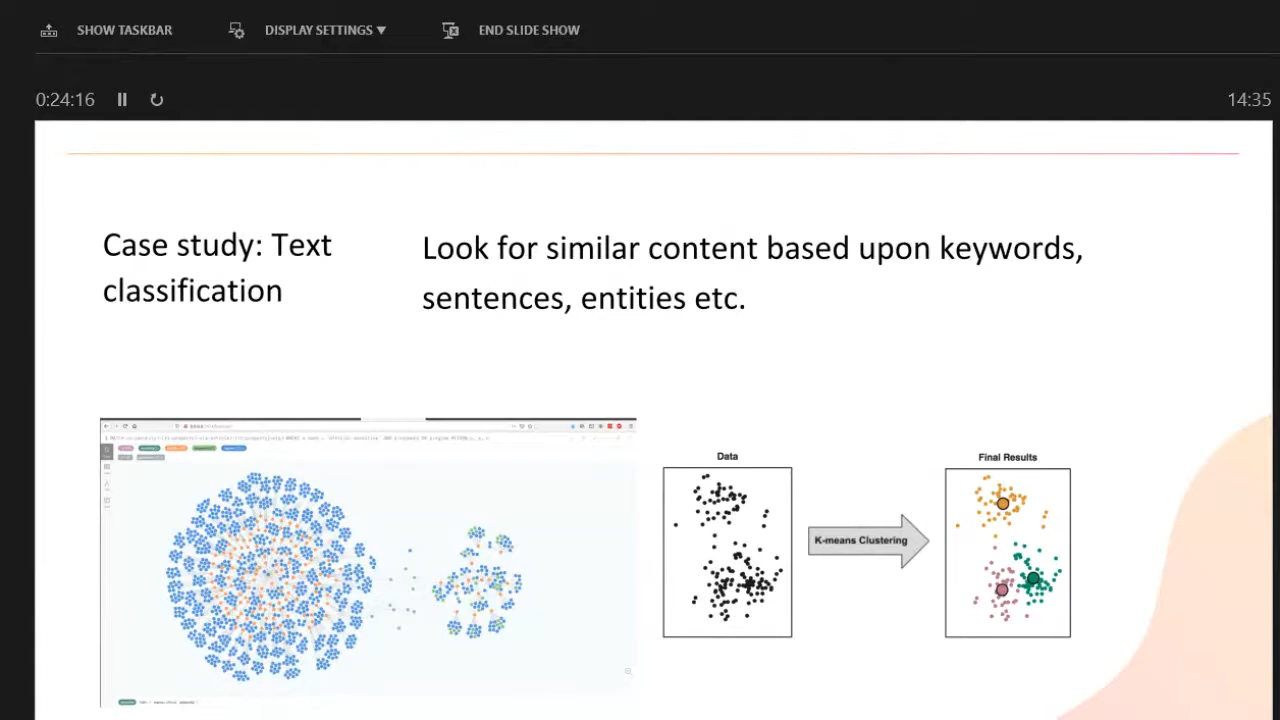 SHOW TASKBAR
DISPLAY SETTINGS ▼
END SLIDE SHOW
0:24:16
14:35
Case study: Text
classification
Look for similar content based upon keywords,
sentences, entities etc.
Data
K-means Clustering
Final Results